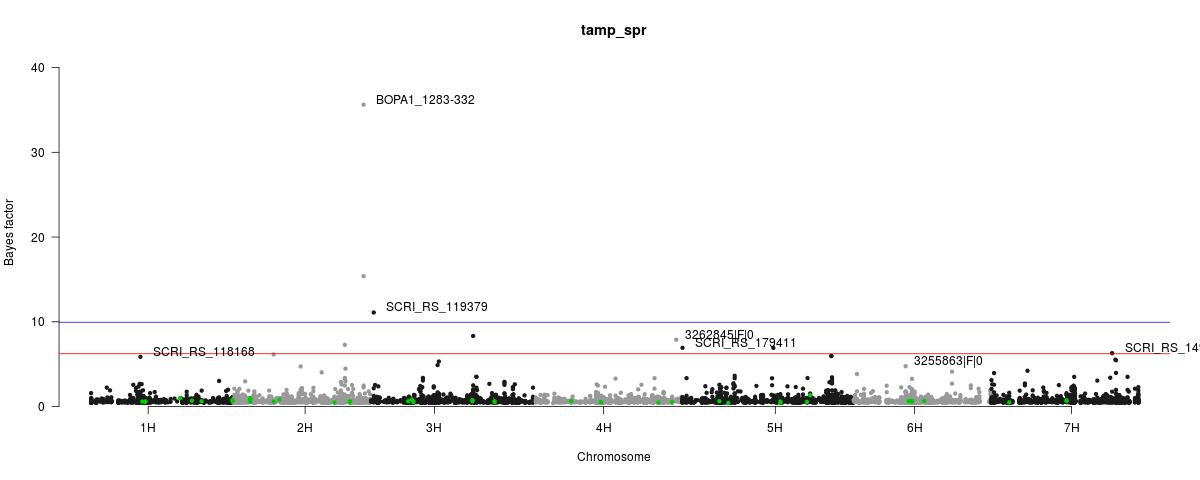 tamp_spr
40
BOPA1_1283-332
30
Bayes factor
20
SCRI_RS_119379
10
3262845|F|0
SCRI_RS_179411
SCRI_RS_118168
SCRI_RS_14
3255863|F|0
0
1H 2H 3H 4H 5H 6H 7H
Chromosome